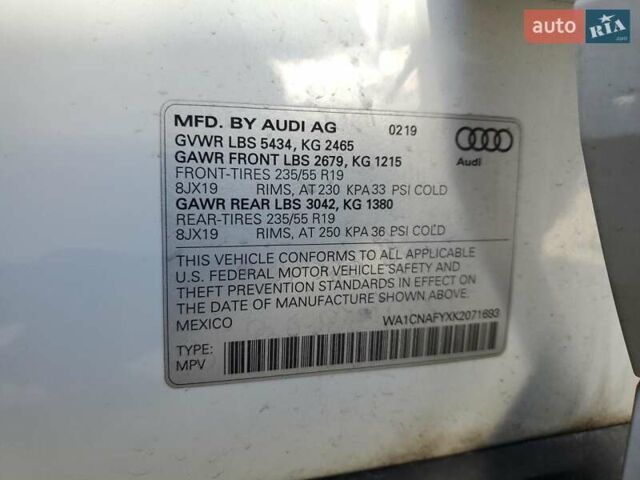 auto RIA.com
MFD. BY AUDI AG 0219
GVWR LBS 5434, KG 2465
GAWR FRONT LBS 2679, KG 1215
FRONT-TIRES 235/55 R19
8JX19 RIMS, AT 230 KPA 33 PSI COLD
GAWR REAR LBS 3042, KG 1380
REAR-TIRES 235/55 R19
8JX19 RIMS, AT 250 KPA 36 PSI COLD
Audi
THIS VEHICLE CONFORMS TO ALL APPLICABLE
U.S. FEDERAL MOTOR VEHICLE SAFETY AND
THEFT PREVENTION STANDARDS IN EFFECT ON
THE DATE OF MANUFACTURE SHOWN ABOVE.
MEXICO WA1CNAFYXK2071693
TYPE:
MPV